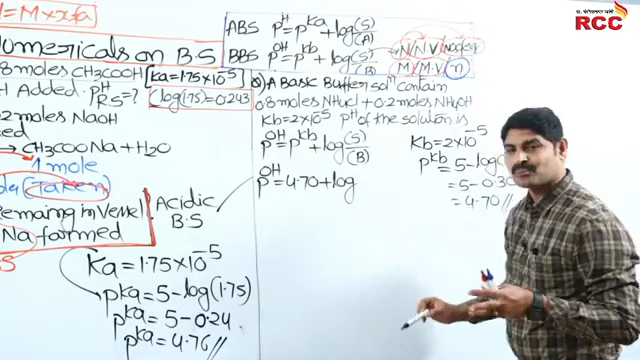 = M×x/a
Numericals on B.S
8 moles CH3COOH
Ka=1.75×10⁻⁵
H Added. pH RS=?
(log(1.75)=0.243
.2 moles NaOH
→ CH3COONa+H2O
1 mole
Taken
Remaing in Vessel
Na formed
Acidic
B.S
Ka=1.75×10⁻⁵
pKa=5-log(1.75)
pKa=5-0.24
pKa=4.76//
ABS pH=pKa+log(S)/(A)
BBS pOH=pKb+log(S)/(B)
N/N.V/No.of eq
M/M.V/n
Q) A Basic Buffer soln contain
0.8 moles NH4Cl + 0.2 moles NH4OH
Kb=2×10⁻⁵ pH of the solution is
pOH=pKb+log(S)/(B)
pOH=4.70+log
Kb=2×10⁻⁵
pKb=5-log
=5-0.30
=4.70//
RCC